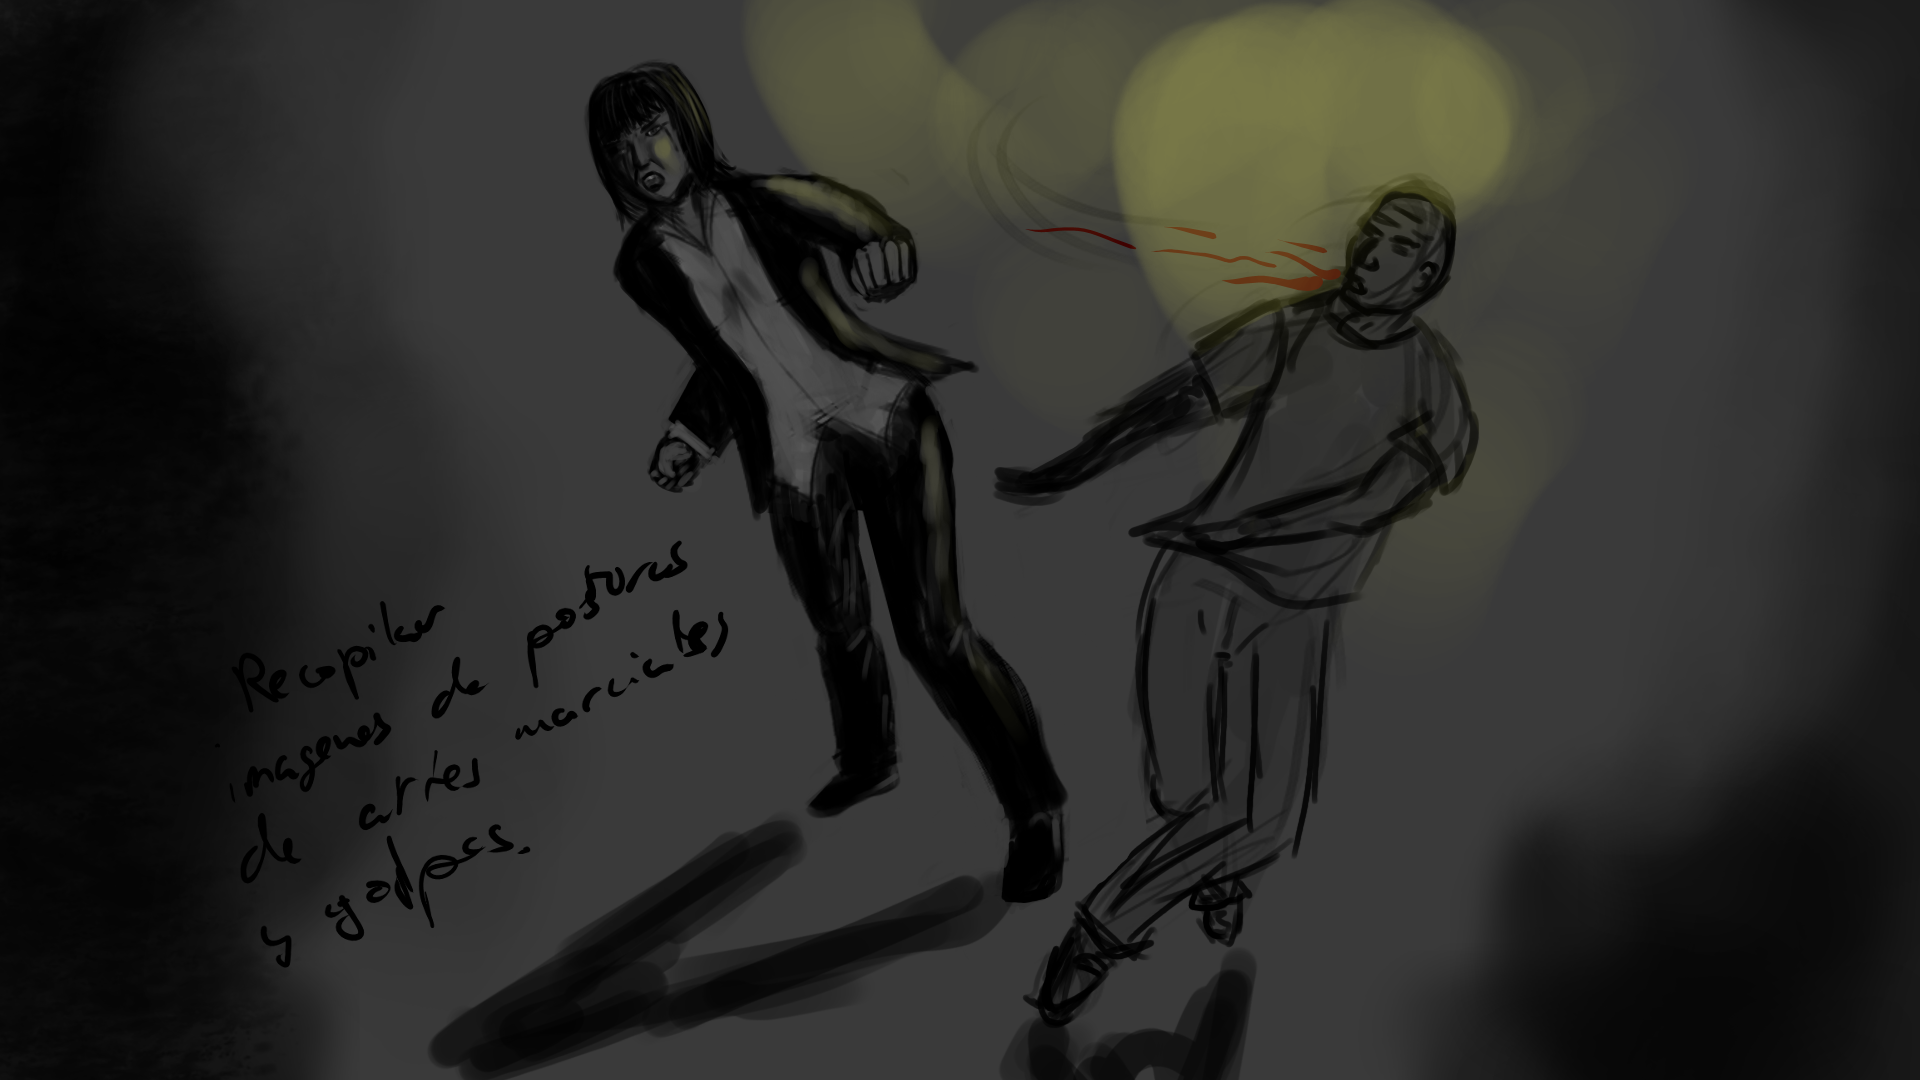 Recopilar
imagenes de posturas
de artes marciales
y golpes.